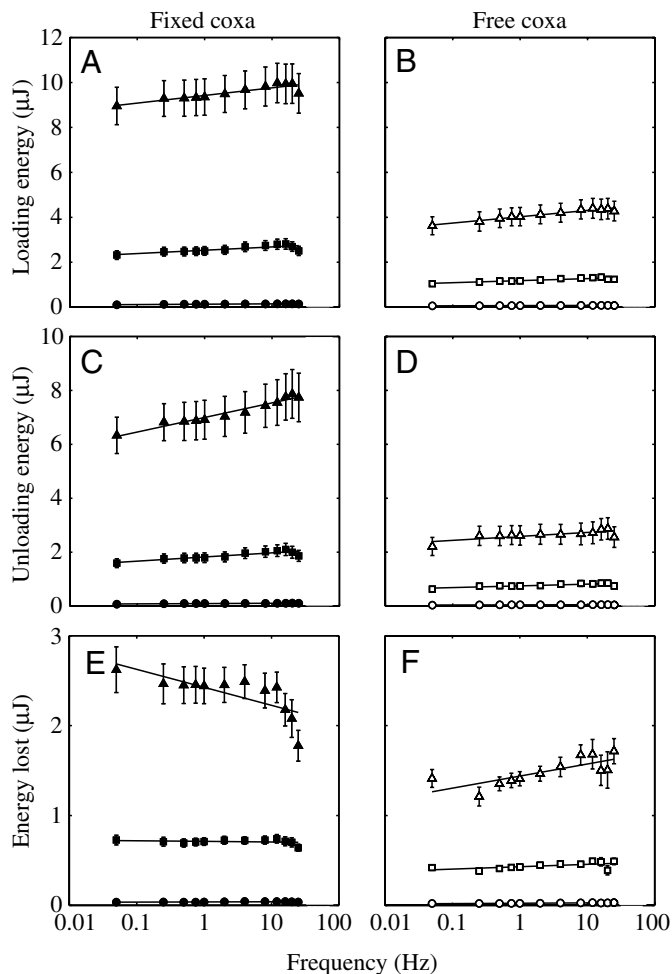 Fixed coxa
Free coxa
A
B
Loading energy (µJ)
12
10
8
6
4
2
0
C
D
Unloading energy (µJ)
10
8
6
4
2
0
E
F
Energy lost (µJ)
3
2
1
0
0.01 0.1 1 10 100
0.01 0.1 1 10 100
Frequency (Hz)